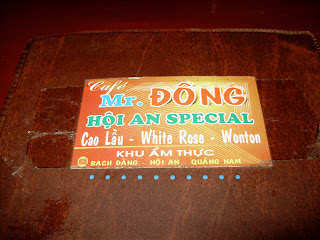 Café
Mr. ĐÔNG
HỘI AN SPECIAL
Cao Lầu - White Rose - Wonton
KHU ẨM THỰC
BẠCH ĐẰNG - HỘI AN - QUẢNG NAM